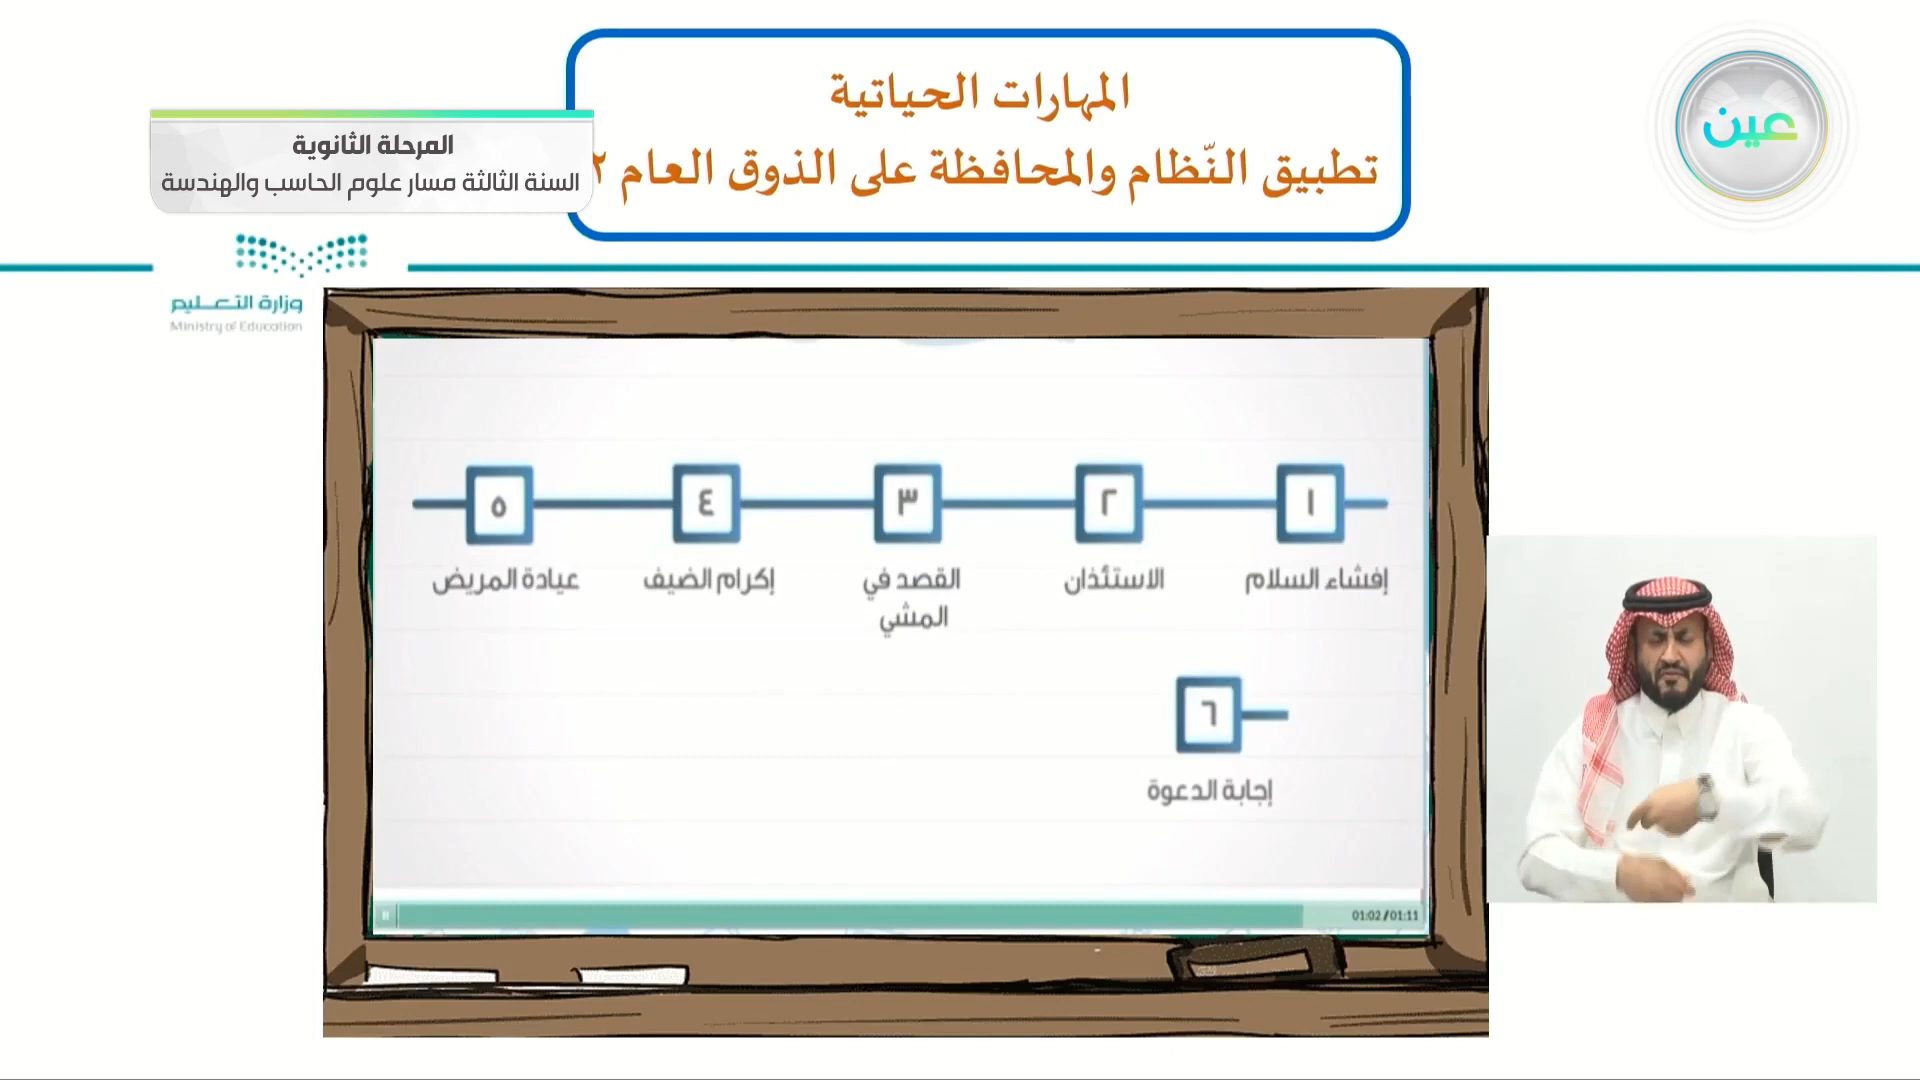 المهارات الحياتية
تطبيق النّظام والمحافظة على الذوق العام ٢
عين
المرحلة الثانوية
السنة الثالثة مسار علوم الحاسب والهندسة
وزارة التعليم
Ministry of Education
١
٢
٣
٤
٥
إفشاء السلام
الاستئذان
القصد في
المشي
إكرام الضيف
عيادة المريض
٦
إجابة الدعوة
01:02 / 01:11